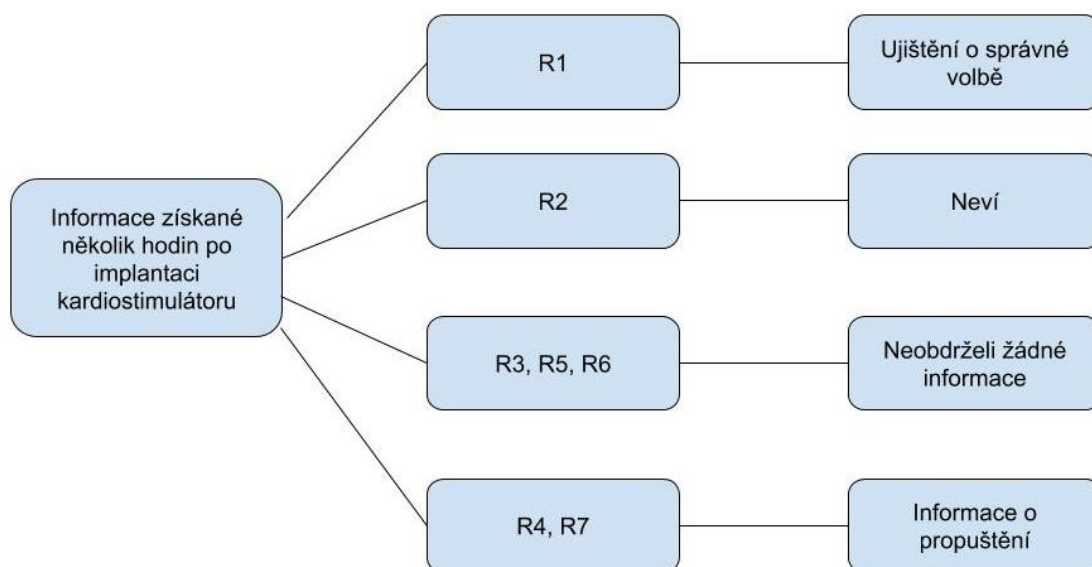 Informace získané
několik hodin po
implantaci
kardiostimulátoru
R1
Ujištění o správné
volbě
R2
Neví
R3, R5, R6
Neobdrželi žádné
informace
R4, R7
Informace o
propuštění